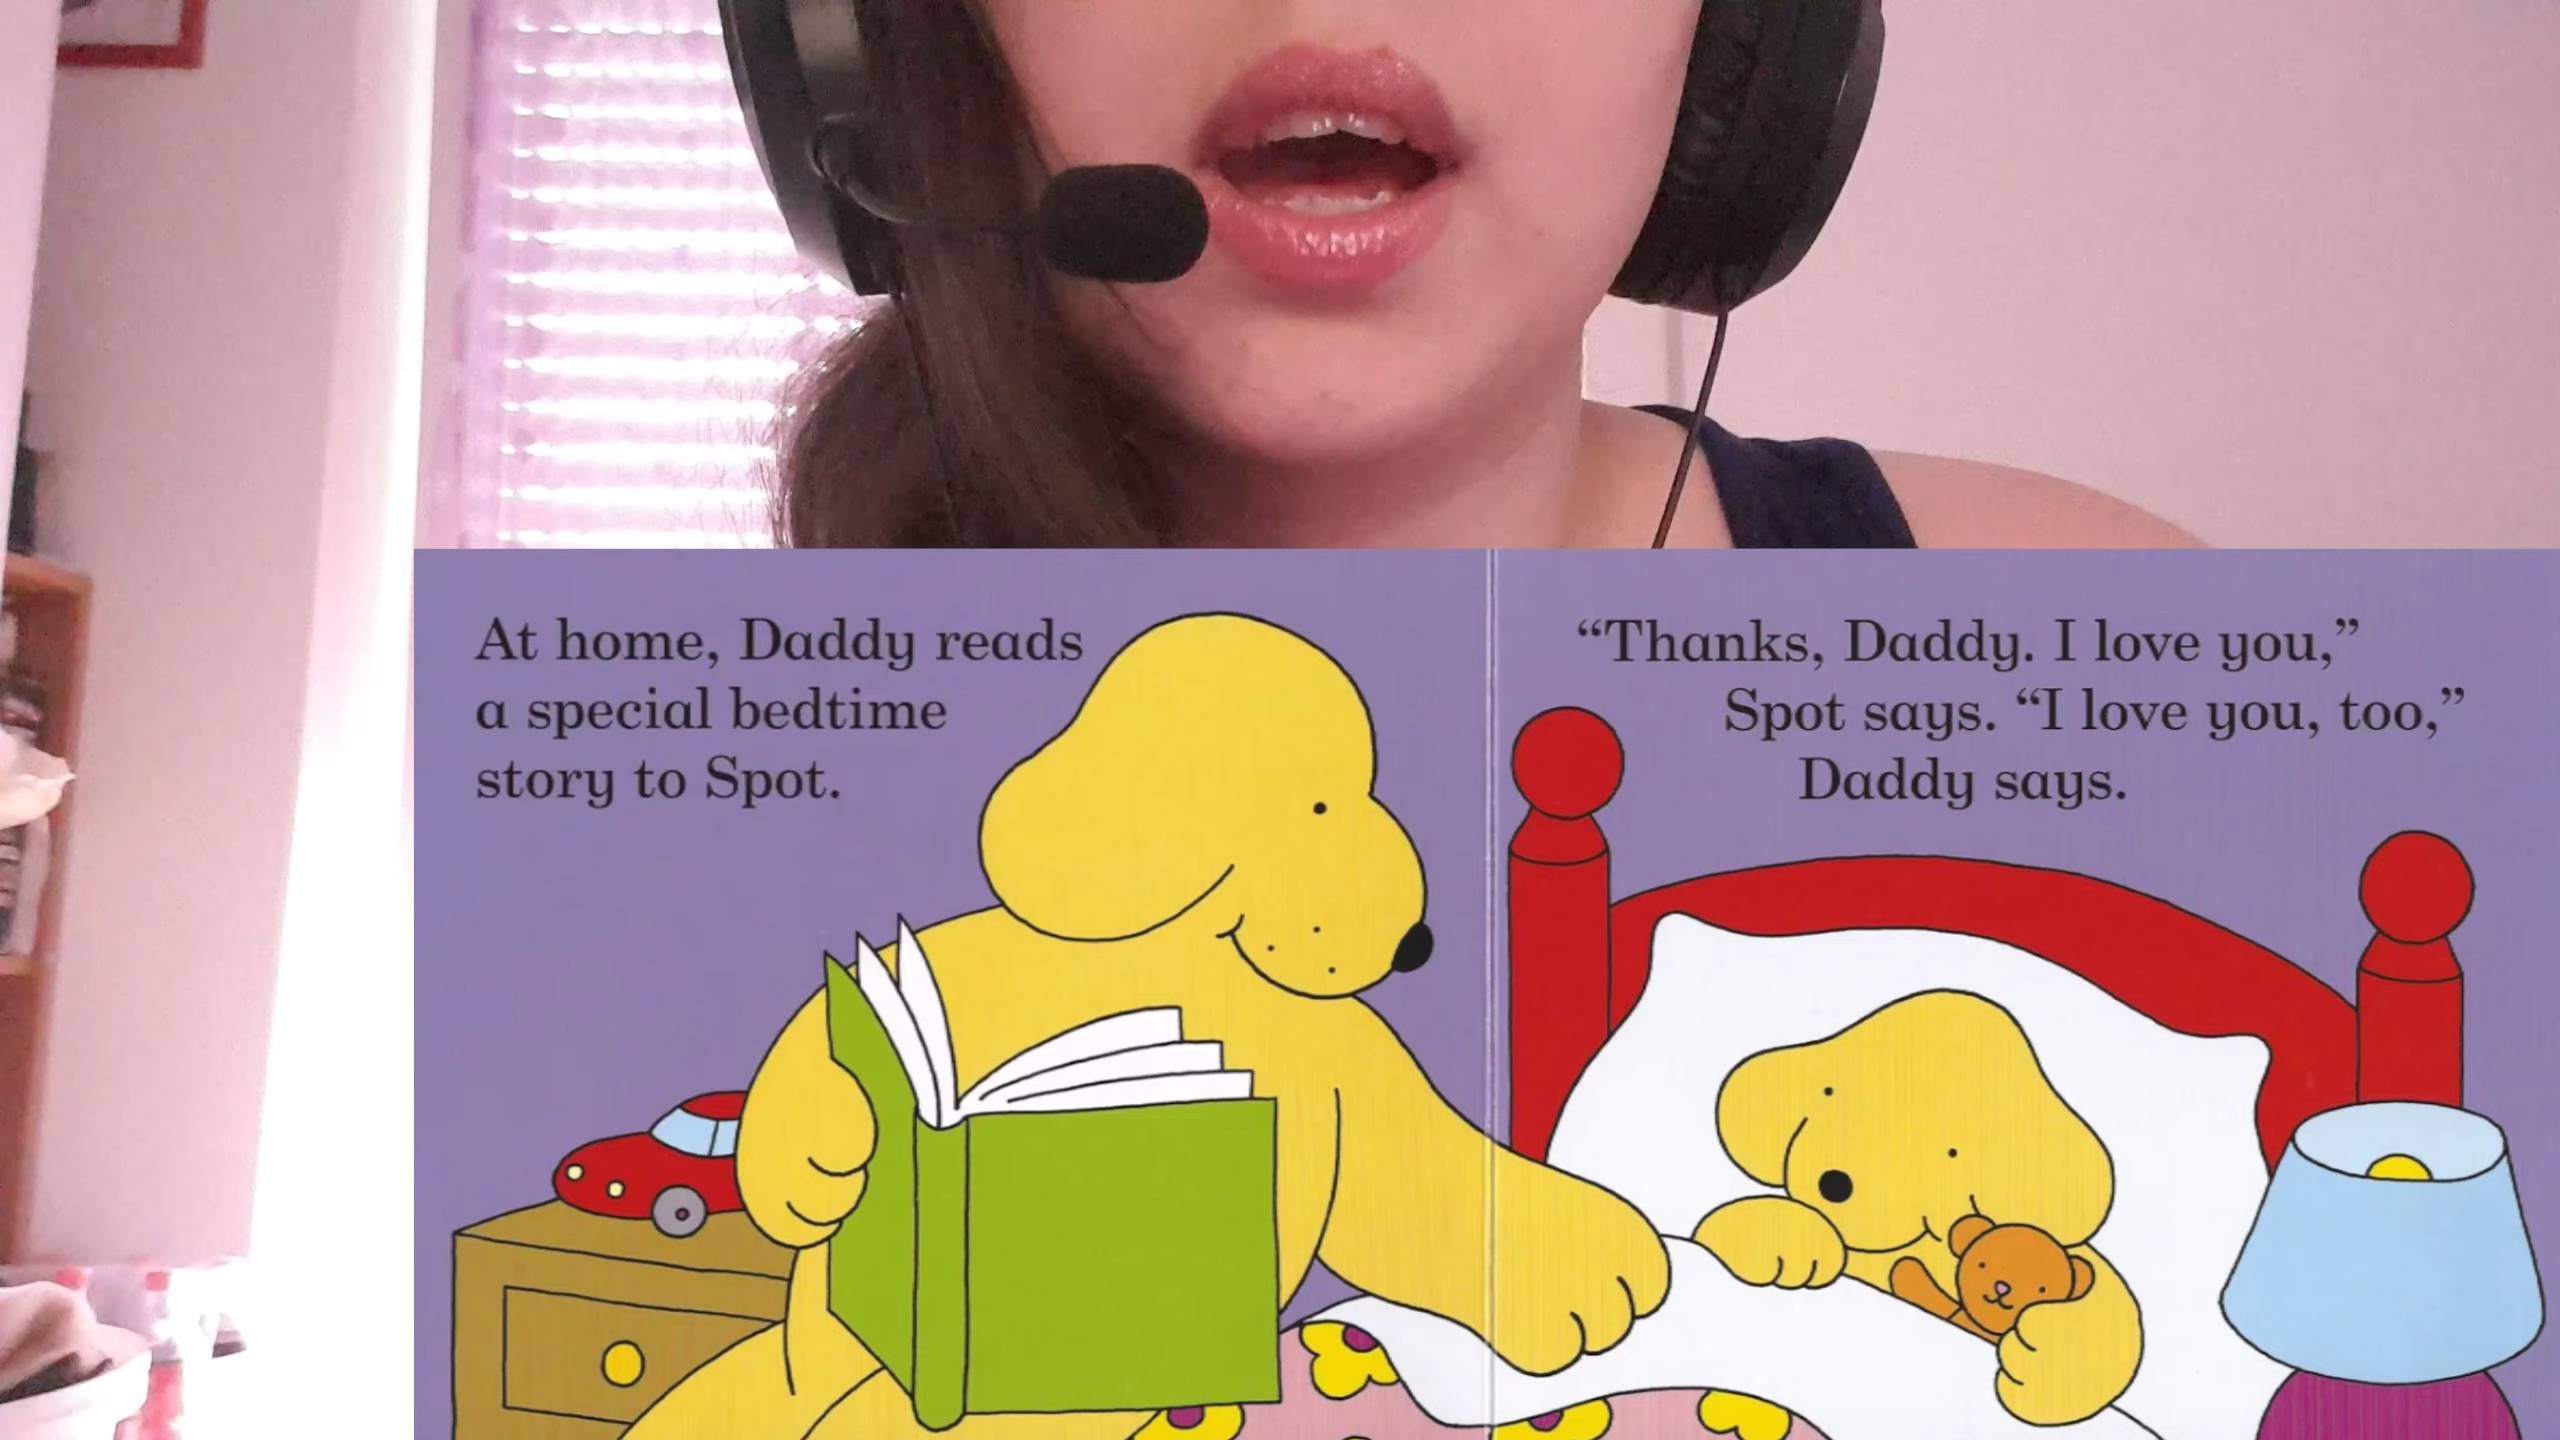 At home, Daddy reads
a special bedtime
story to Spot.
“Thanks, Daddy. I love you,”
Spot says. “I love you, too,”
Daddy says.